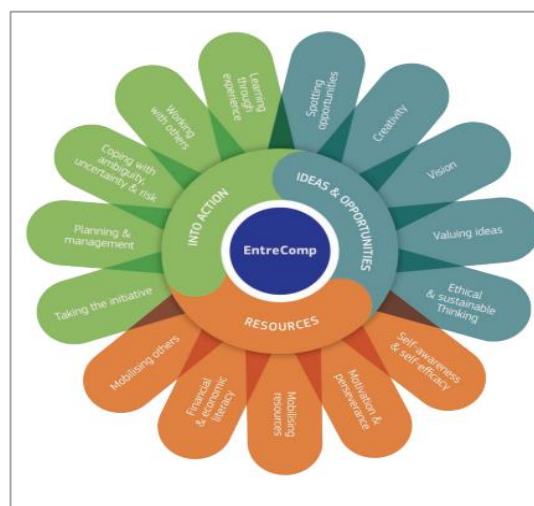 EntreComp
IDEAS & OPPORTUNITIES
Spotting
opportunities
Creativity
Vision
Valuing ideas
Ethical
& sustainable
Thinking
RESOURCES
Self-awareness
& self-efficacy
Motivation &
perseverance
Mobilising
resources
Financial
& economic
literacy
Mobilising others
INTO ACTION
Taking the initiative
Planning &
management
Coping with
ambiguity,
uncertainty & risk
Working
with others
Learning
through
experience